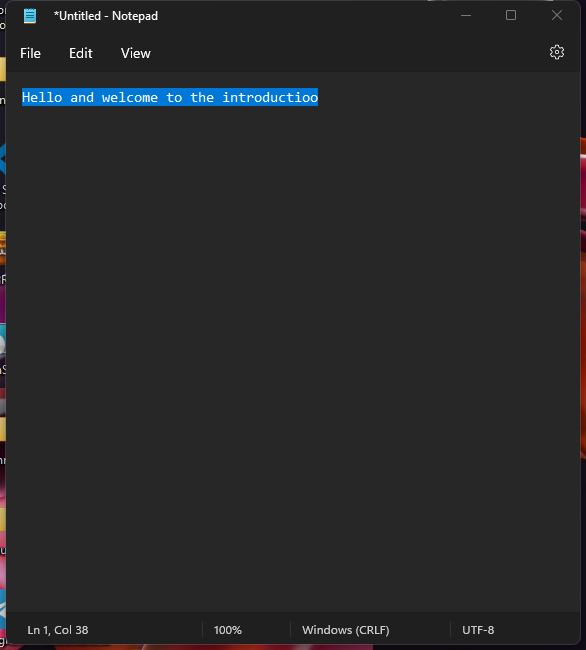 *Untitled - Notepad
File Edit View
Hello and welcome to the introductioo
Ln 1, Col 38 100% Windows (CRLF) UTF-8